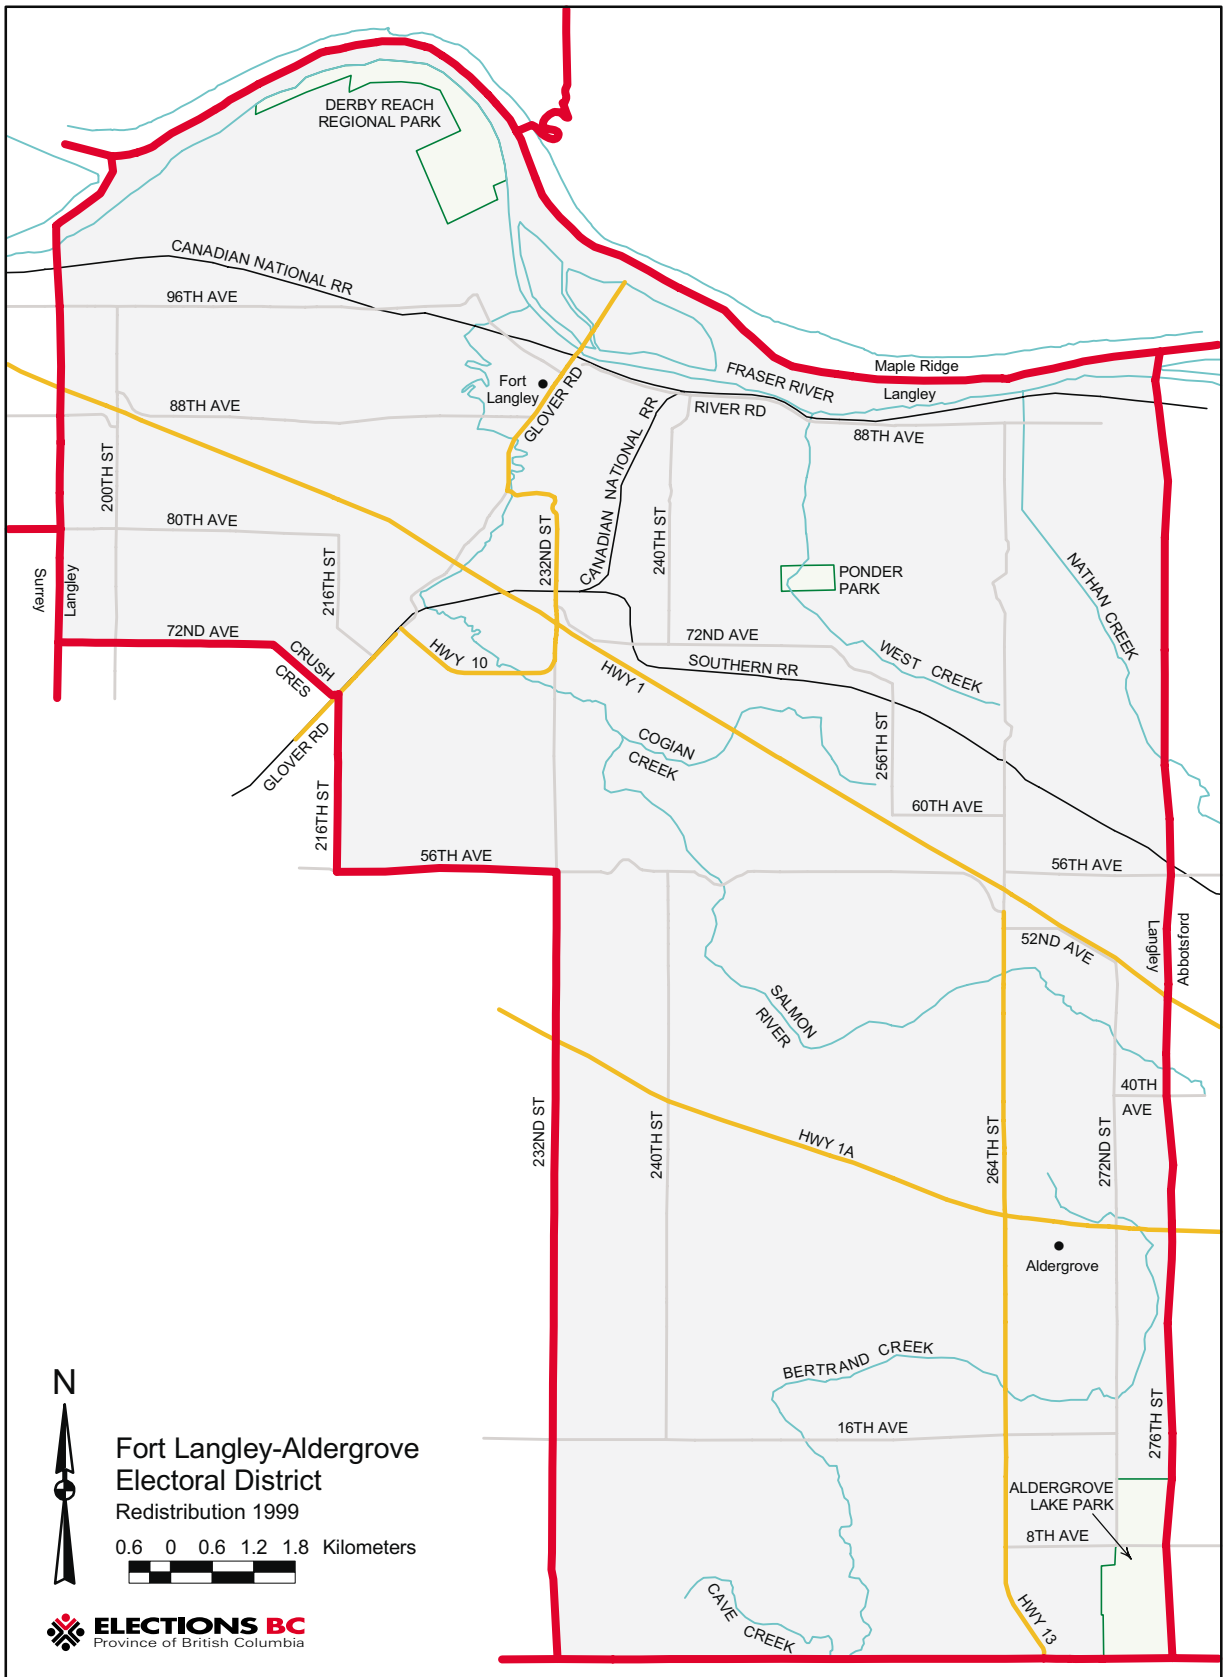 DERBY REACH
REGIONAL PARK
CANADIAN NATIONAL RR
96TH AVE
Maple Ridge
FRASER RIVER
Langley
Fort
Langley
GLOVER RD
88TH AVE
RIVER RD
88TH AVE
200TH ST
CANADIAN NATIONAL RR
80TH AVE
232ND ST
240TH ST
216TH ST
Surrey
Langley
PONDER
PARK
NATHAN CREEK
72ND AVE
72ND AVE
CRUSH
CRES
HWY 10
HWY 1
SOUTHERN RR
WEST CREEK
GLOVER RD
COGIAN
CREEK
256TH ST
216TH ST
60TH AVE
56TH AVE
56TH AVE
52ND AVE
Langley
Abbotsford
SALMON
RIVER
40TH
AVE
232ND ST
240TH ST
HWY 1A
264TH ST
272ND ST
Aldergrove
BERTRAND CREEK
276TH ST
16TH AVE
ALDERGROVE
LAKE PARK
8TH AVE
CAVE
CREEK
HWY 13
N
Fort Langley-Aldergrove
Electoral District
Redistribution 1999
0.6 0 0.6 1.2 1.8 Kilometers
ELECTIONS BC
Province of British Columbia